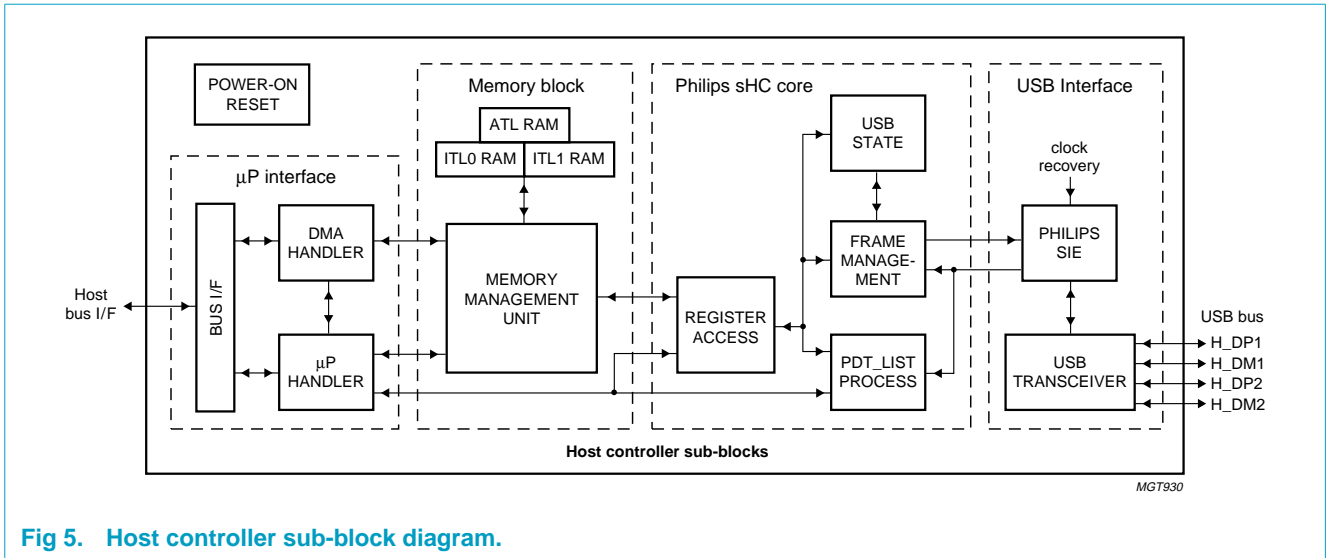 POWER-ON
RESET
Memory block
ATL RAM
ITL0 RAM
ITL1 RAM
Philips sHC core
USB
STATE
USB Interface
clock
recovery
µP interface
BUS I/F
DMA
HANDLER
MEMORY
MANAGEMENT
UNIT
FRAME
MANAGE-
MENT
PHILIPS
SIE
Host
bus I/F
REGISTER
ACCESS
µP
HANDLER
PDT_LIST
PROCESS
USB
TRANSCEIVER
USB bus
H_DP1
H_DM1
H_DP2
H_DM2
Host controller sub-blocks
MGT930
Fig 5. Host controller sub-block diagram.